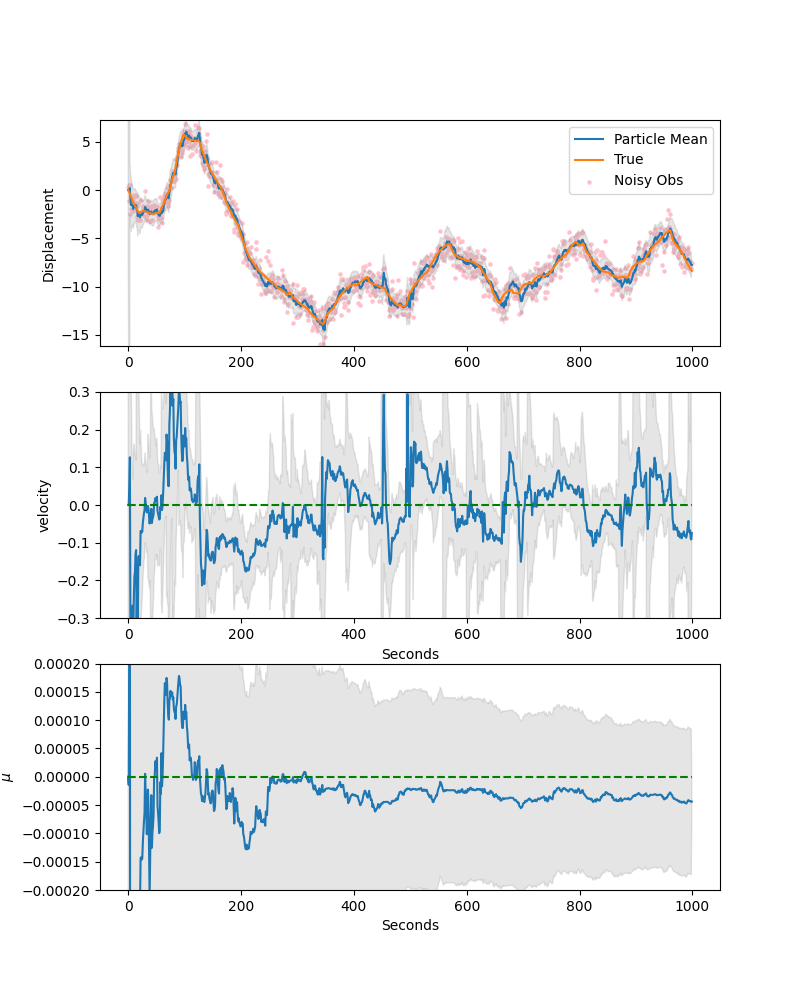 5
0
−5
−10
−15
Displacement
Particle Mean
True
Noisy Obs
0 200 400 600 800 1000
0.3
0.2
0.1
0.0
−0.1
−0.2
−0.3
velocity
0 200 400 600 800 1000
Seconds
0.00020
0.00015
0.00010
0.00005
0.00000
−0.00005
−0.00010
−0.00015
−0.00020
μ
0 200 400 600 800 1000
Seconds